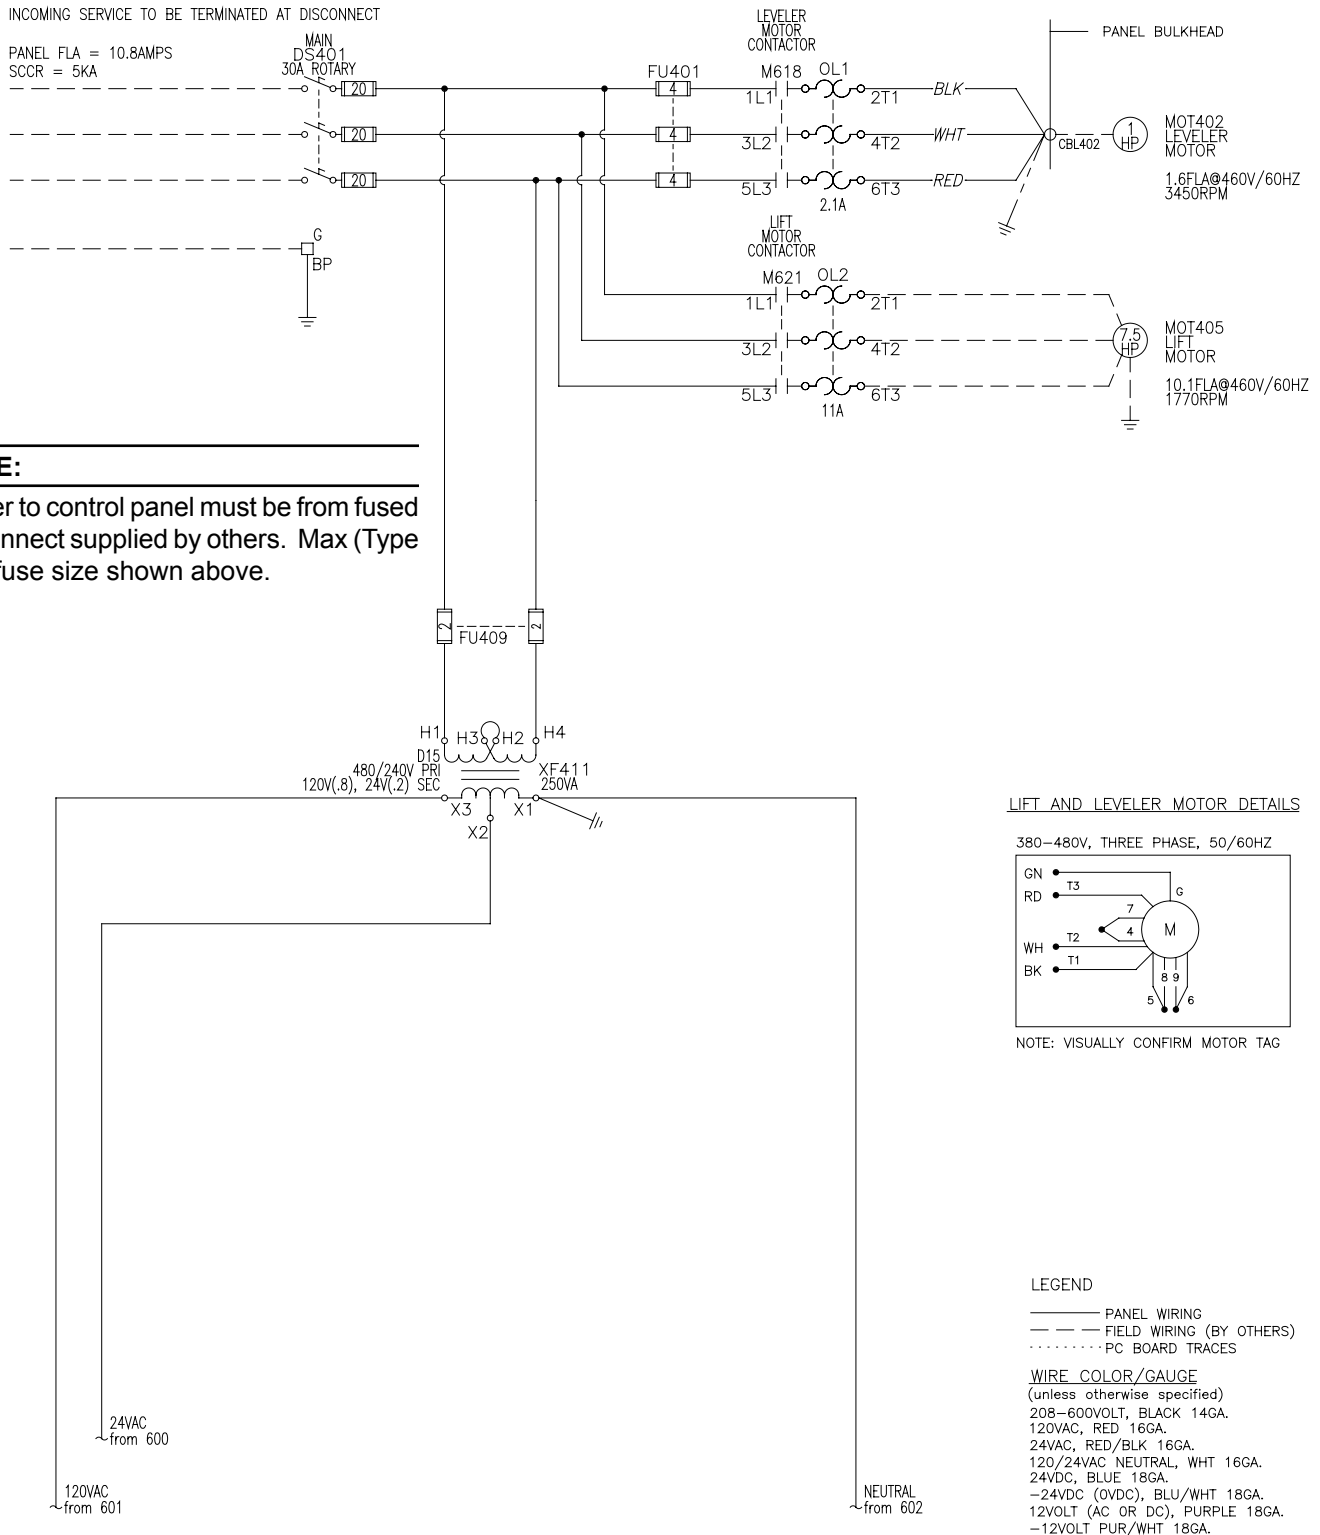 INCOMING SERVICE TO BE TERMINATED AT DISCONNECT
PANEL FLA = 10.8AMPS
SCCR = 5KA
MAIN
DS401
30A ROTARY
20
20
20
G
BP
FU401
4
4
4
LEVELER
MOTOR
CONTACTOR
M618
OL1
1L1
2T1
BLK
3L2
4T2
WHT
5L3
6T3
RED
2.1A
PANEL BULKHEAD
CBL402
1
HP
MOT402
LEVELER
MOTOR
1.6FLA@460V/60HZ
3450RPM
LIFT
MOTOR
CONTACTOR
M621
OL2
1L1
2T1
3L2
4T2
5L3
6T3
11A
7.5
HP
MOT405
LIFT
MOTOR
10.1FLA@460V/60HZ
1770RPM
E:
er to control panel must be from fused
nnect supplied by others. Max (Type
fuse size shown above.
2
2
FU409
H1
H3
H2
H4
D15
480/240V PRI
120V(.8), 24V(.2) SEC
XF411
250VA
X3
X1
X2
LIFT AND LEVELER MOTOR DETAILS
380-480V, THREE PHASE, 50/60HZ
GN
RD
T3
G
7
4
M
WH
T2
BK
T1
8
9
5
6
NOTE: VISUALLY CONFIRM MOTOR TAG
LEGEND
PANEL WIRING
FIELD WIRING (BY OTHERS)
PC BOARD TRACES
WIRE COLOR/GAUGE
(unless otherwise specified)
208-600VOLT, BLACK 14GA.
120VAC, RED 16GA.
24VAC, RED/BLK 16GA.
120/24VAC NEUTRAL, WHT 16GA.
24VDC, BLUE 18GA.
-24VDC (0VDC), BLU/WHT 18GA.
12VOLT (AC OR DC), PURPLE 18GA.
-12VOLT PUR/WHT 18GA.
24VAC
from 600
120VAC
from 601
NEUTRAL
from 602